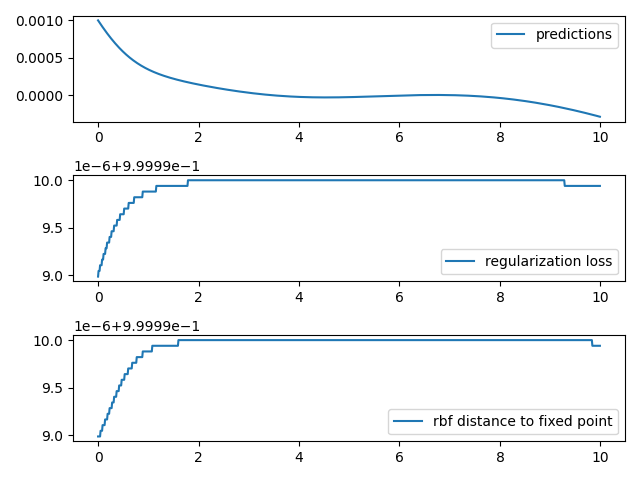 0.0010
0.0005
0.0000
predictions
0 2 4 6 8 10
1e−6+9.9999e−1
10.0
9.5
9.0
regularization loss
0 2 4 6 8 10
1e−6+9.9999e−1
10.0
9.5
9.0
rbf distance to fixed point
0 2 4 6 8 10